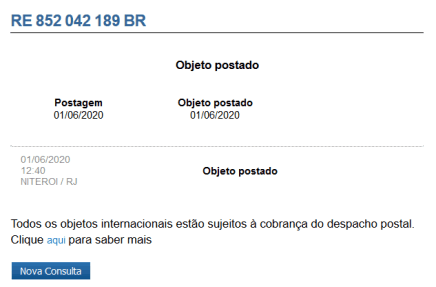 RE 852 042 189 BR
Objeto postado
Postagem Objeto postado
01/06/2020 01/06/2020
01/06/2020
12:40
NITEROI / RJ
Objeto postado
Todos os objetos internacionais estão sujeitos à cobrança do despacho postal.
Clique aqui para saber mais
Nova Consulta